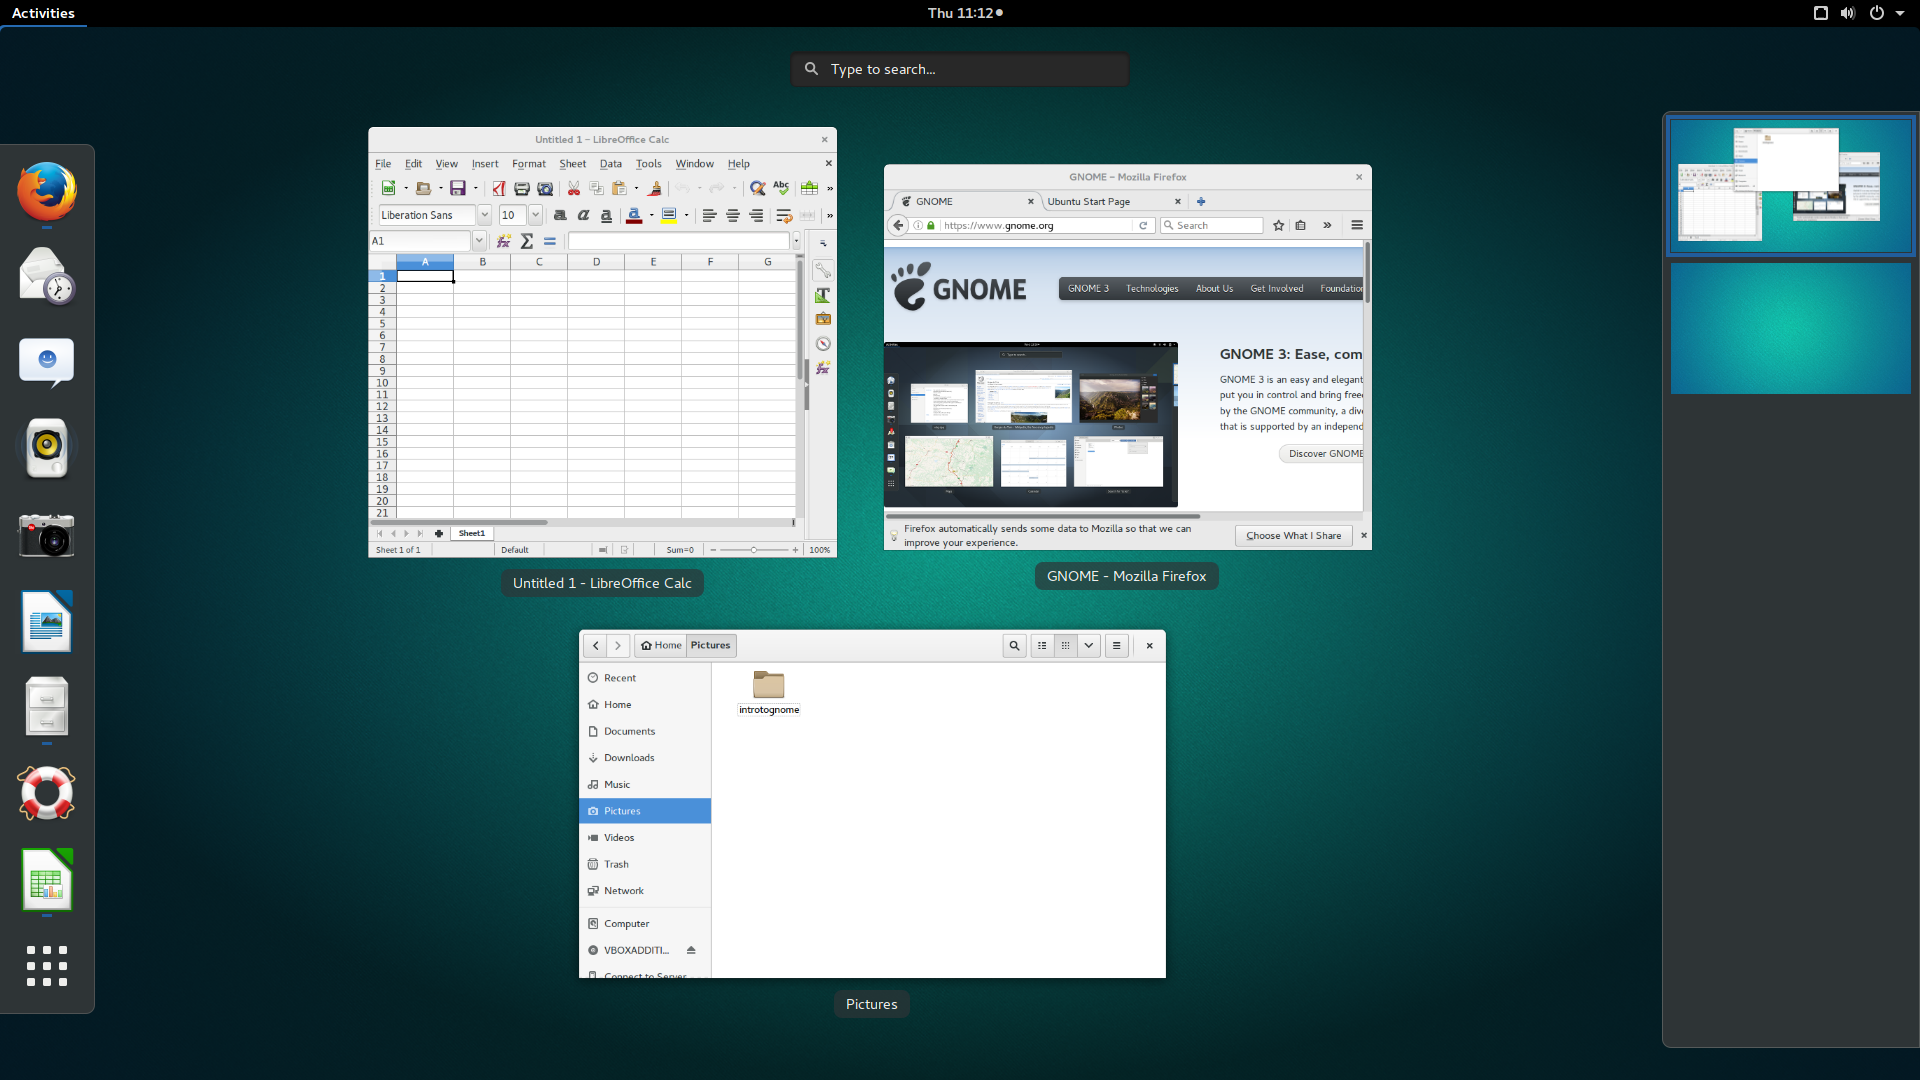 Activities
Thu 11:12
Type to search...
Untitled 1 - LibreOffice Calc
File Edit View Insert Format Sheet Data Tools Window Help
Abc
Liberation Sans 10
A1
A B C D E F G
1
2
3
4
5
6
7
8
9
10
11
12
13
14
15
16
17
18
19
20
21
Sheet1
Sheet 1 of 1 Default Sum=0 100%
Untitled 1 - LibreOffice Calc
GNOME - Mozilla Firefox
GNOME Ubuntu Start Page
https://www.gnome.org Search
GNOME
GNOME 3 Technologies About Us Get Involved Foundation
GNOME 3: Ease, com
GNOME 3 is an easy and elegant
put you in control and bring free
by the GNOME community, a dive
that is supported by an independ
Discover GNOME
Firefox automatically sends some data to Mozilla so that we can
improve your experience.
Choose What I Share
GNOME - Mozilla Firefox
Home Pictures
Recent
Home
Documents
Downloads
Music
Pictures
Videos
Trash
Network
Computer
VBOXADDITI...
Connect to Server
introtognome
Pictures